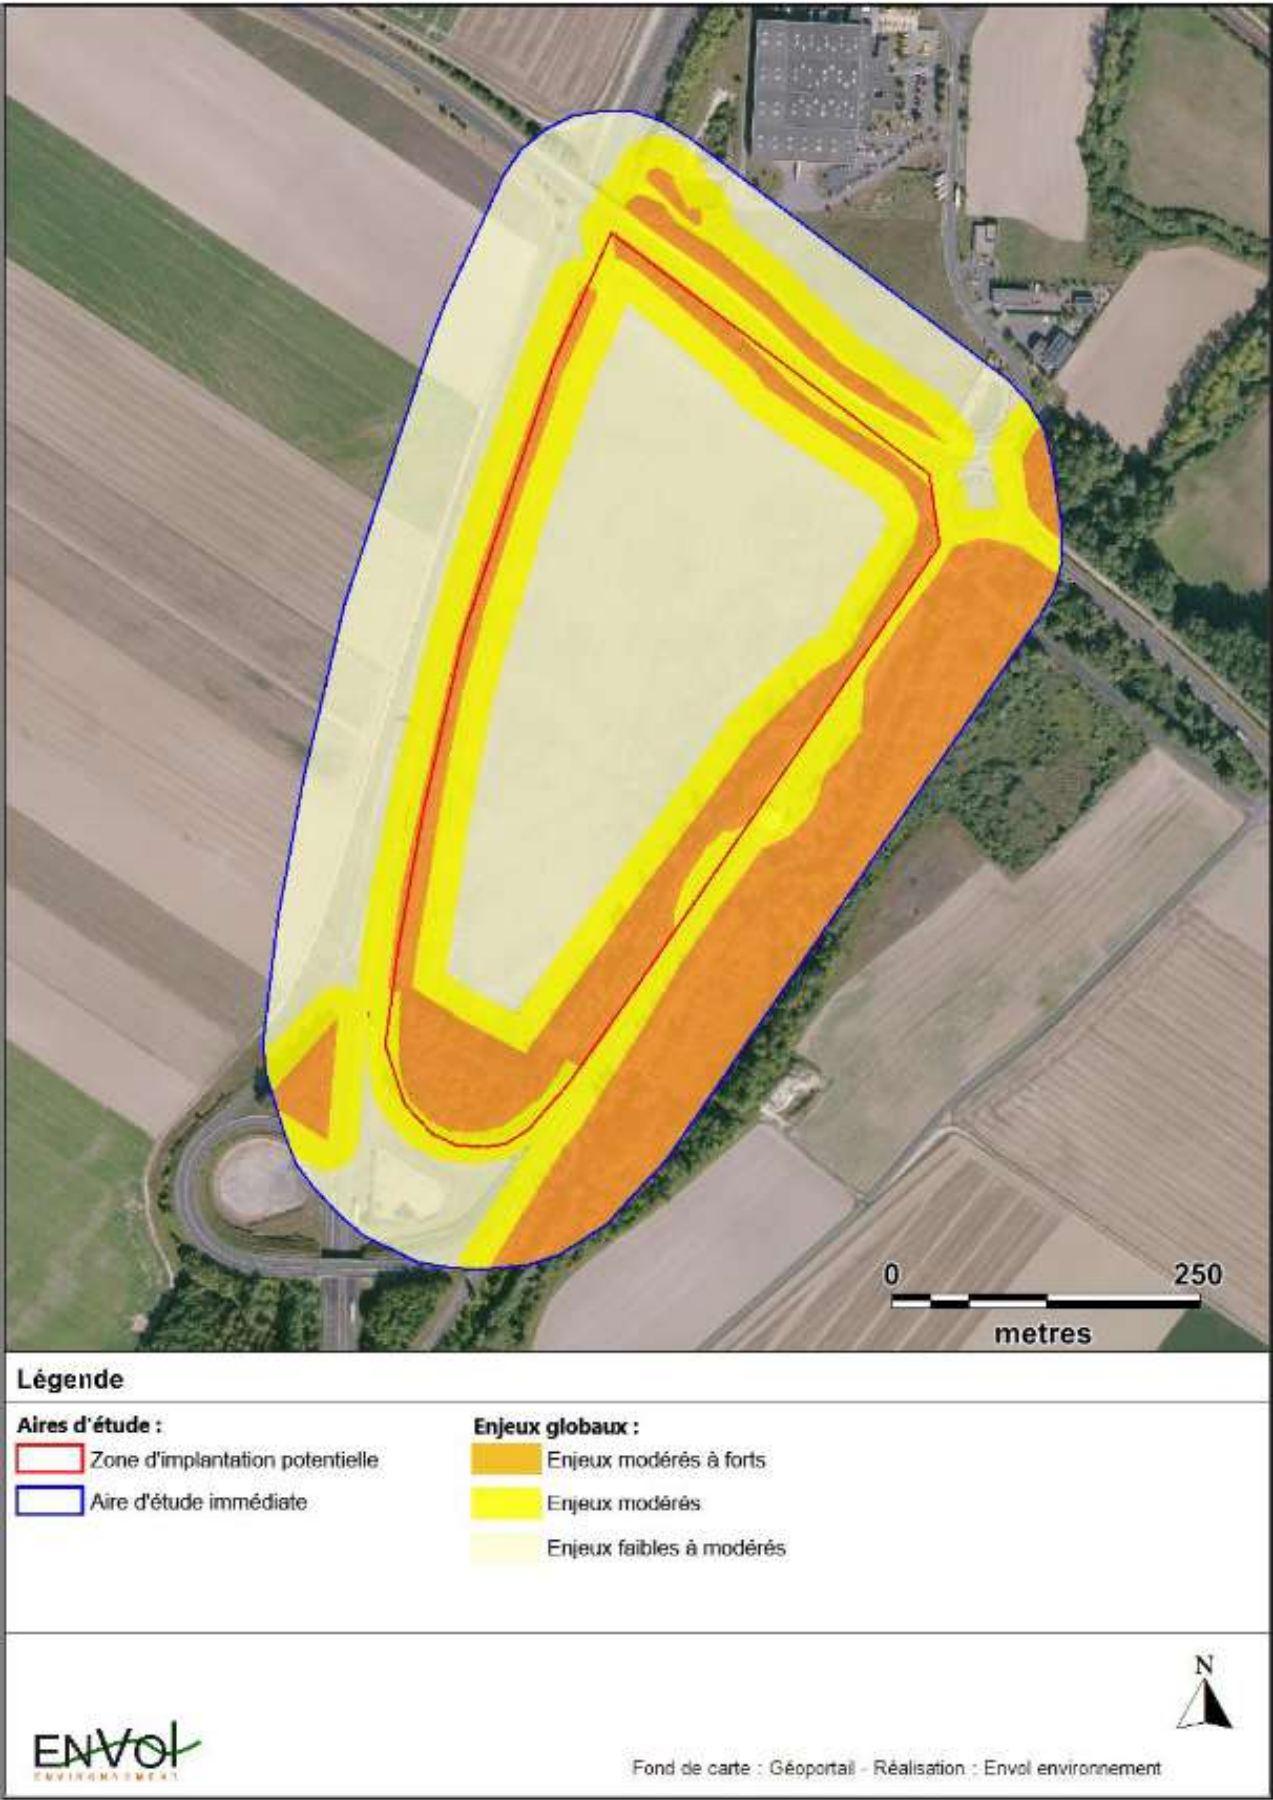 0 250
metres
Légende
Aires d'étude :
Zone d'implantation potentielle
Aire d'étude immédiate
Enjeux globaux :
Enjeux modérés à forts
Enjeux modérés
Enjeux faibles à modérés
N
ENVOL
ENVIRONNEMENT
Fond de carte : Géoportail - Réalisation : Envol environnement